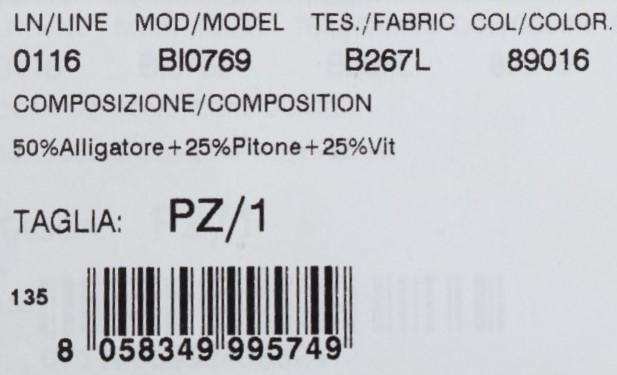 LN/LINE MOD/MODEL TES./FABRIC COL/COLOR.
0116 BI0769 B267L 89016
COMPOSIZIONE/COMPOSITION
50%Alligatore+25%Pitone+25%Vit
TAGLIA: PZ/1
135
8 058349 995749